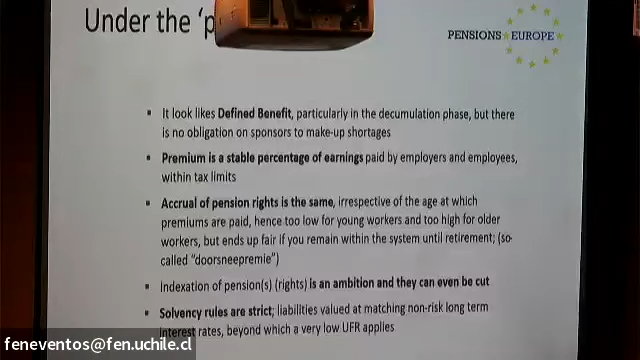 Under the 'p
PENSIONS EUROPE
It look likes Defined Benefit, particularly in the decumulation phase, but there
is no obligation on sponsors to make-up shortages
Premium is a stable percentage of earnings paid by employers and employees,
within tax limits
Accrual of pension rights is the same, irrespective of the age at which
premiums are paid, hence too low for young workers and too high for older
workers, but ends up fair if you remain within the system until retirement; (so-
called "doorsneepremie")
Indexation of pension(s) (rights) is an ambition and they can even be cut
Solvency rules are strict; liabilities valued at matching non-risk long term
interest rates, beyond which a very low UFR applies
feneventos@fen.uchile.cl